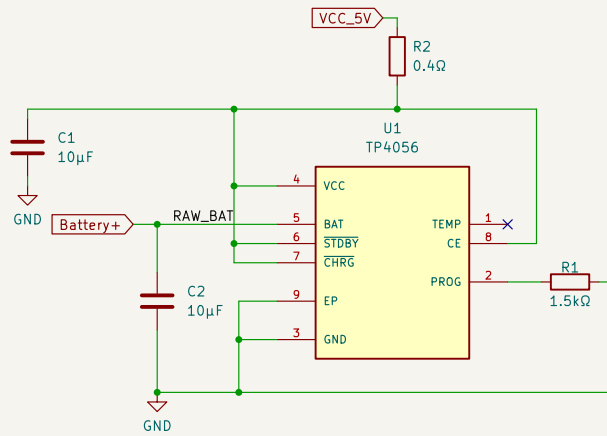 VCC_5V
R2
0.4Ω
U1
TP4056
C1
10µF
GND
4 VCC
Battery+ RAW_BAT 5 BAT TEMP 1
6 STDBY CE 8
7 CHRG
PROG 2 R1
1.5kΩ
C2
10µF
9 EP
3 GND
GND